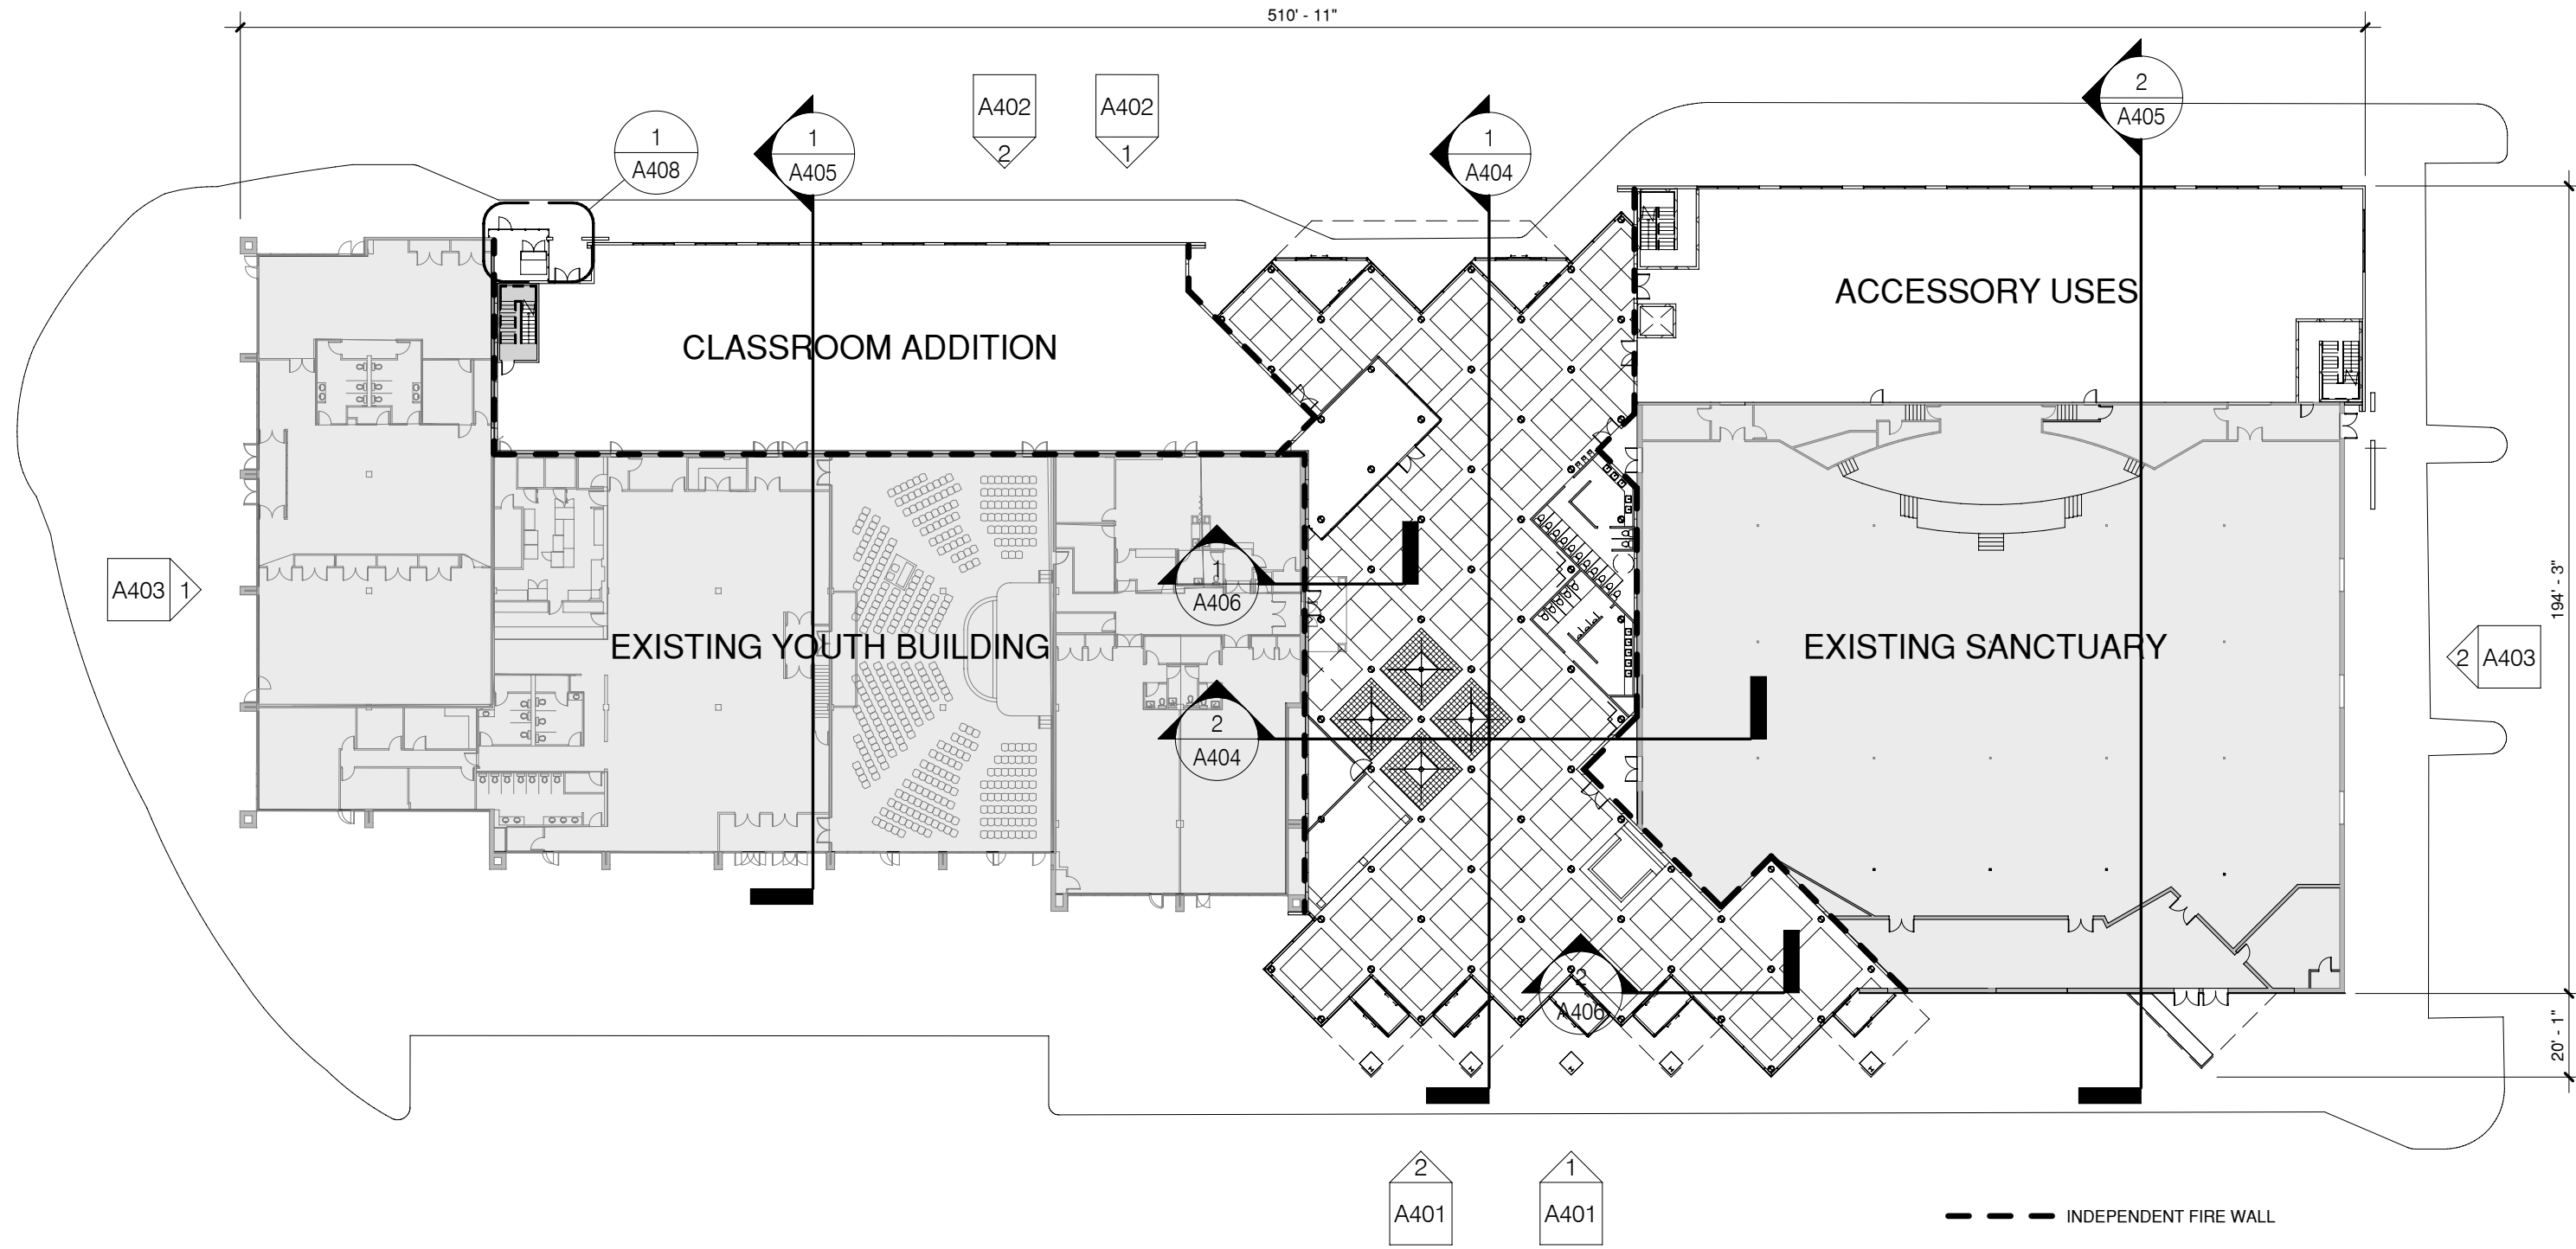 510' - 11"
A402
2
A402
1
2
A405
1
A408
1
A405
1
A404
ACCESSORY USES
CLASSROOM ADDITION
A403
1
1
A406
194' - 3"
EXISTING YOUTH BUILDING
EXISTING SANCTUARY
2
A403
2
A404
2
A406
20' - 1"
2
A401
1
A401
INDEPENDENT FIRE WALL